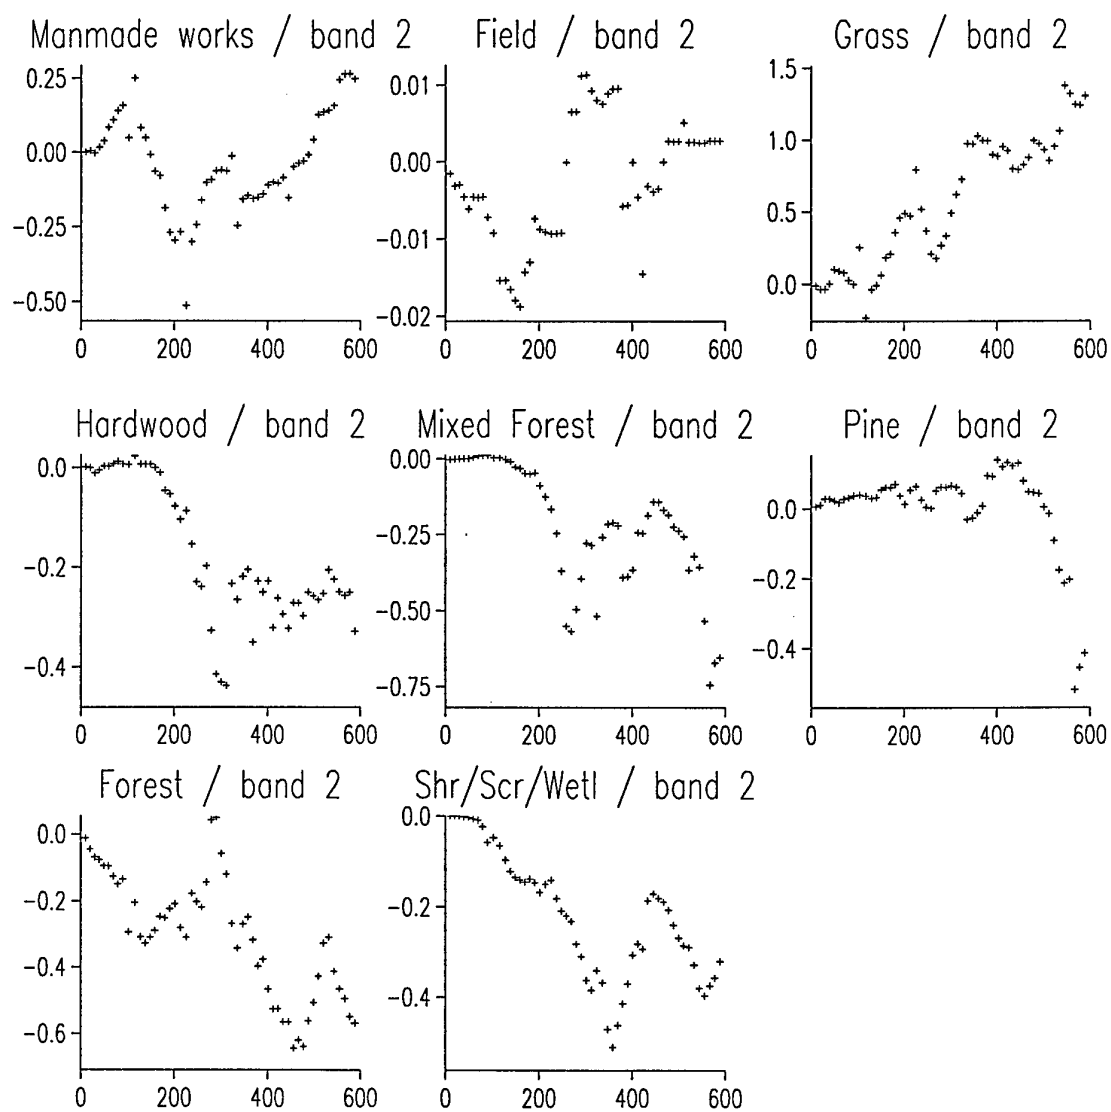 Manmade works / band 2
0.25
0.00
−0.25
−0.50
0 200 400 600
Field / band 2
0.01
0.00
−0.01
−0.02
0 200 400 600
Grass / band 2
1.5
1.0
0.5
0.0
0 200 400 600
Hardwood / band 2
0.0
−0.2
−0.4
0 200 400 600
Mixed Forest / band 2
0.00
−0.25
−0.50
−0.75
0 200 400 600
Pine / band 2
0.0
−0.2
−0.4
0 200 400 600
Forest / band 2
0.0
−0.2
−0.4
−0.6
0 200 400 600
Shr/Scr/Wetl / band 2
0.0
−0.2
−0.4
0 200 400 600